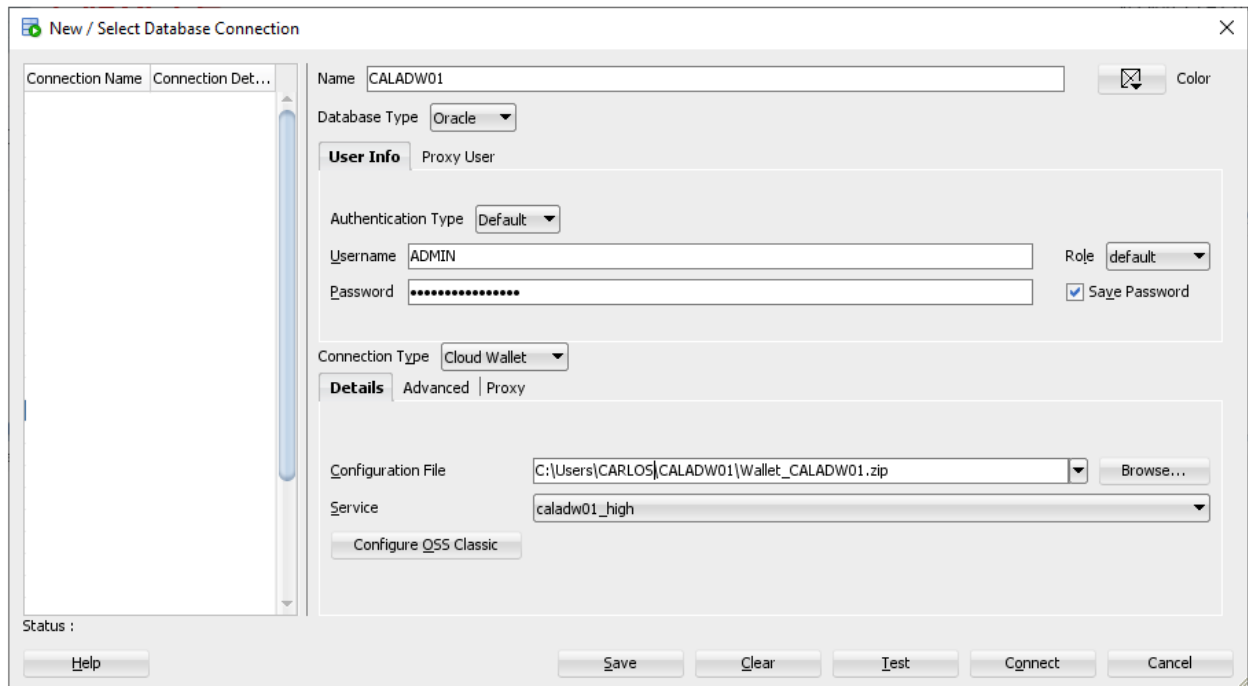 New / Select Database Connection
Connection Name Connection Det...
Name CALADW01 Color
Database Type Oracle
User Info Proxy User
Authentication Type Default
Username ADMIN Role default
Password •••••••••••••••• Save Password
Connection Type Cloud Wallet
Details Advanced Proxy
Configuration File C:\Users\CARLOS\CALADW01\Wallet_CALADW01.zip Browse...
Service caladw01_high
Configure OSS Classic
Status :
Help Save Clear Test Connect Cancel